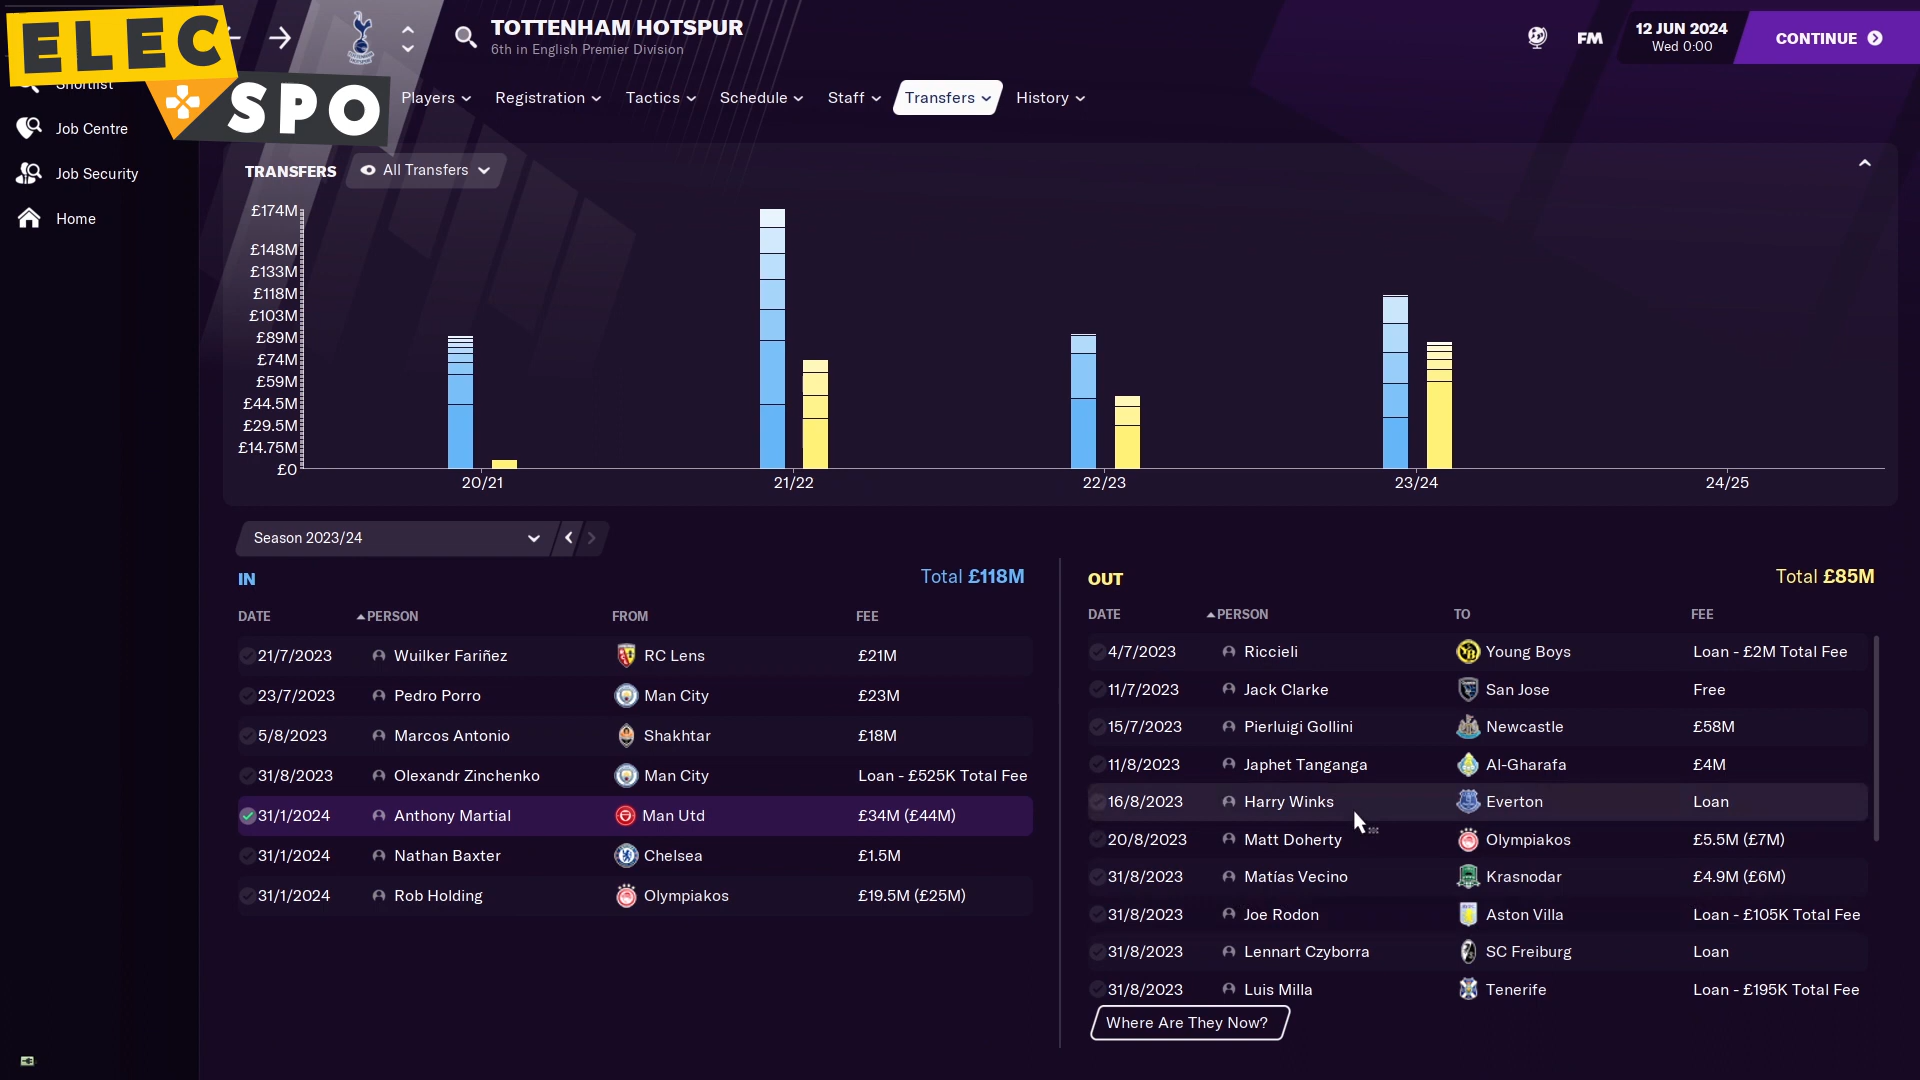 ELEC
SPO
TOTTENHAM HOTSPUR
6th in English Premier Division
FM
12 JUN 2024
Wed 0:00
CONTINUE
Players
Registration
Tactics
Schedule
Staff
Transfers
History
Shortlist
Job Centre
Job Security
Home
TRANSFERS
All Transfers
£174M
£148M
£133M
£118M
£103M
£89M
£74M
£59M
£44.5M
£29.5M
£14.75M
£0
20/21 21/22 22/23 23/24 24/25
Season 2023/24
IN Total £118M
DATE PERSON FROM FEE
21/7/2023 Wuilker Fariñez RC Lens £21M
23/7/2023 Pedro Porro Man City £23M
5/8/2023 Marcos Antonio Shakhtar £18M
31/8/2023 Olexandr Zinchenko Man City Loan - £525K Total Fee
31/1/2024 Anthony Martial Man Utd £34M (£44M)
31/1/2024 Nathan Baxter Chelsea £1.5M
31/1/2024 Rob Holding Olympiakos £19.5M (£25M)
OUT Total £85M
DATE PERSON TO FEE
4/7/2023 Riccieli Young Boys Loan - £2M Total Fee
11/7/2023 Jack Clarke San Jose Free
15/7/2023 Pierluigi Gollini Newcastle £58M
11/8/2023 Japhet Tanganga Al-Gharafa £4M
16/8/2023 Harry Winks Everton Loan
20/8/2023 Matt Doherty Olympiakos £5.5M (£7M)
31/8/2023 Matías Vecino Krasnodar £4.9M (£6M)
31/8/2023 Joe Rodon Aston Villa Loan - £105K Total Fee
31/8/2023 Lennart Czyborra SC Freiburg Loan
31/8/2023 Luis Milla Tenerife Loan - £195K Total Fee
Where Are They Now?